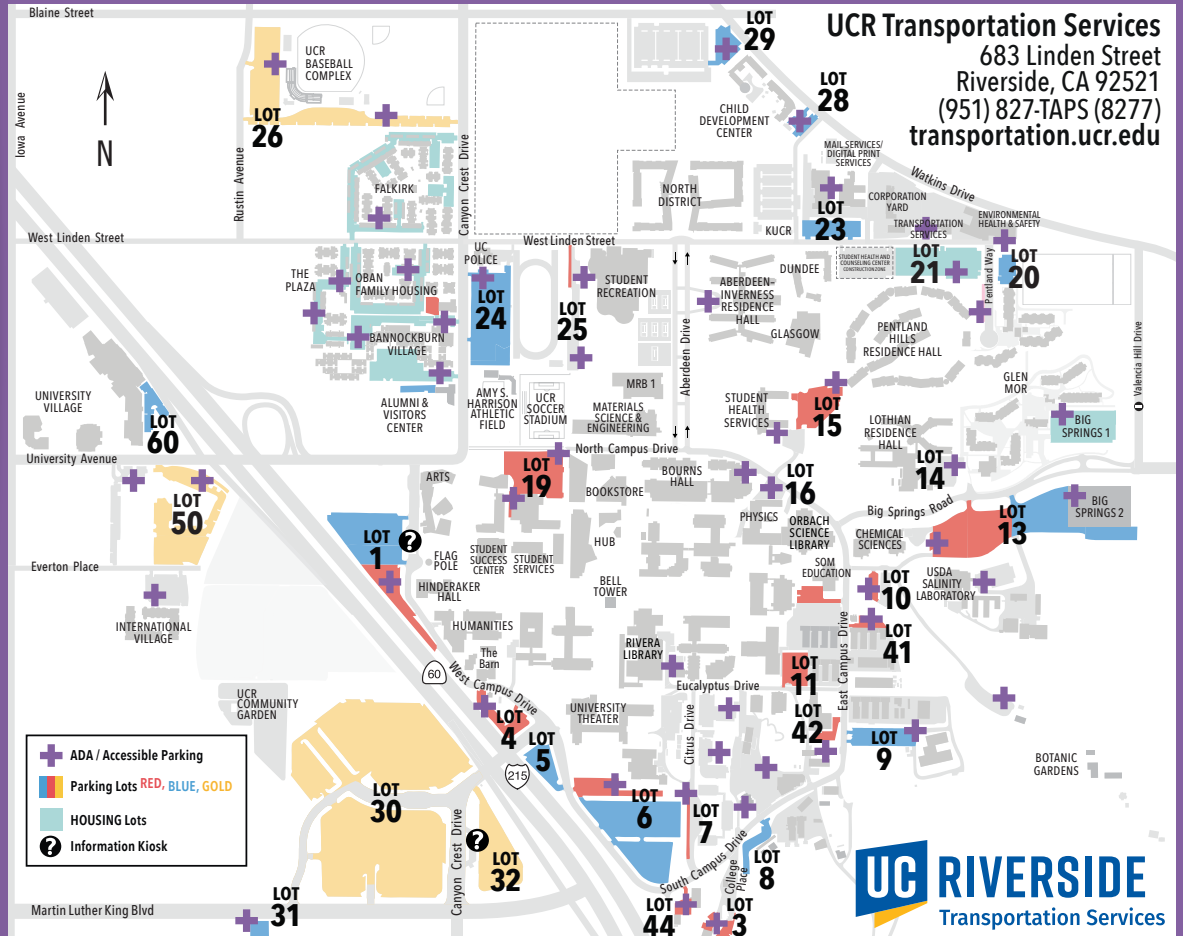 Blaine Street
UCR Transportation Services
683 Linden Street
Riverside, CA 92521
(951) 827-TAPS (8277)
transportation.ucr.edu
Iowa Avenue
N
UCR
BASEBALL
COMPLEX
LOT
26
Rustin Avenue
FALKIRK
Canyon Crest Drive
LOT
29
LOT
28
CHILD
DEVELOPMENT
CENTER
MAIL SERVICES/
DIGITAL PRINT
SERVICES
Watkins Drive
NORTH
DISTRICT
CORPORATION
YARD
KUCR
LOT
23
TRANSPORTATION
SERVICES
ENVIRONMENTAL
HEALTH & SAFETY
West Linden Street
West Linden Street
THE
PLAZA
OBAN
FAMILY HOUSING
BANNOCKBURN
VILLAGE
UC
POLICE
LOT
24
LOT
25
STUDENT
RECREATION
Aberdeen Drive
ABERDEEN-
INVERNESS
RESIDENCE
HALL
DUNDEE
GLASGOW
STUDENT HEALTH AND
COUNSELING CENTER
CONSTRUCTION ZONE
LOT
21
Pentland Way
LOT
20
PENTLAND
HILLS
RESIDENCE HALL
Valencia Hill Drive
GLEN
MOR
BIG
SPRINGS 1
UNIVERSITY
VILLAGE
LOT
60
ALUMNI &
VISITORS
CENTER
AMY S.
HARRISON
ATHLETIC
FIELD
UCR
SOCCER
STADIUM
MRB 1
MATERIALS
SCIENCE &
ENGINEERING
STUDENT
HEALTH
SERVICES
LOT
15
LOTHIAN
RESIDENCE
HALL
LOT
14
University Avenue
North Campus Drive
LOT
50
ARTS
LOT
19
BOOKSTORE
BOURNS
HALL
LOT
16
PHYSICS
ORBACH
SCIENCE
LIBRARY
Big Springs Road
CHEMICAL
SCIENCES
LOT
13
BIG
SPRINGS 2
LOT
1
FLAG
POLE
STUDENT
SUCCESS
CENTER
STUDENT
SERVICES
HUB
BELL
TOWER
SOM
EDUCATION
LOT
10
USDA
SALINITY
LABORATORY
Everton Place
INTERNATIONAL
VILLAGE
HINDERAKER
HALL
HUMANITIES
The
Barn
RIVERA
LIBRARY
East Campus Drive
LOT
41
60
West Campus Drive
Eucalyptus Drive
LOT
11
UCR
COMMUNITY
GARDEN
LOT
4
UNIVERSITY
THEATER
Citrus Drive
LOT
42
LOT
9
BOTANIC
GARDENS
ADA / Accessible Parking
Parking Lots RED, BLUE, GOLD
HOUSING Lots
? Information Kiosk
LOT
5
215
LOT
30
Canyon Crest Drive
LOT
32
LOT
6
LOT
7
South Campus Drive
College
Place
LOT
8
Martin Luther King Blvd
LOT
31
LOT
44
LOT
3
UC RIVERSIDE
Transportation Services